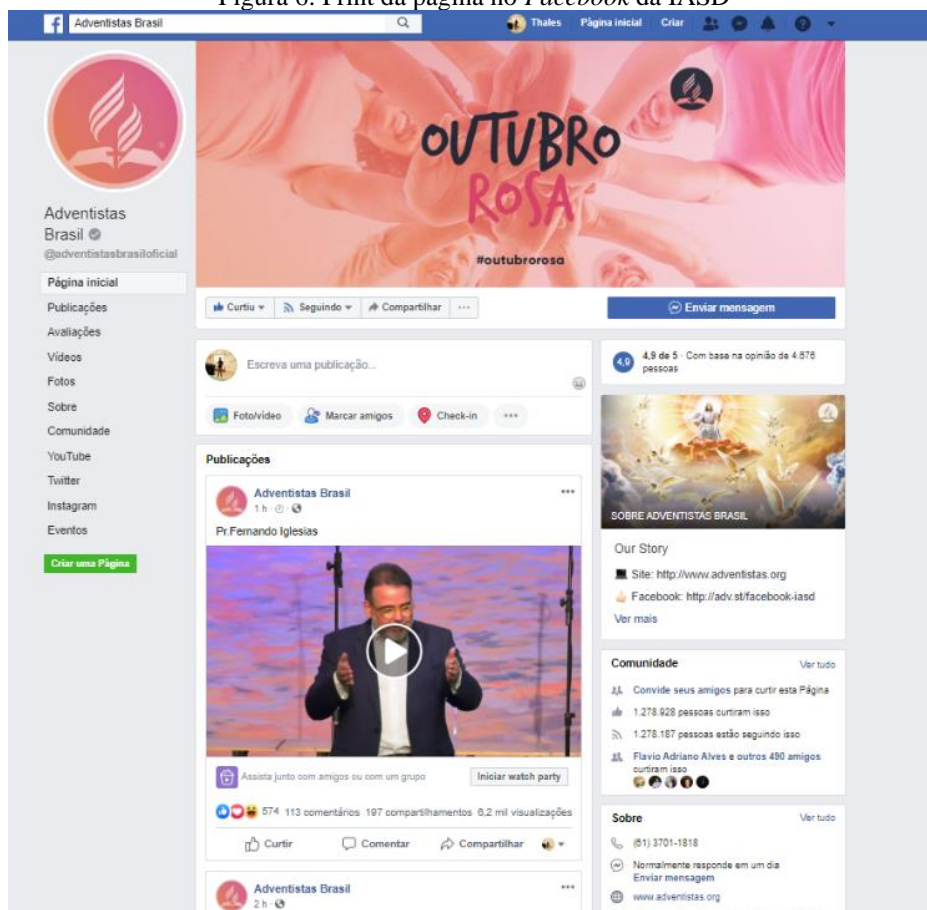 Figura 6: Print da página no Facebook da IASD
Adventistas Brasil
Thales Página inicial Criar
OUTUBRO
ROSA
#outubrorosa
Adventistas
Brasil
@adventistasbrasiloficial
Página inicial
Publicações
Avaliações
Vídeos
Fotos
Sobre
Comunidade
YouTube
Twitter
Instagram
Eventos
Criar uma Página
Curtiu Seguindo Compartilhar ...
Enviar mensagem
Escreva uma publicação...
Foto/vídeo Marcar amigos Check-in ...
Publicações
Adventistas Brasil
1 h
Pr.Fernando Iglesias
Assista junto com amigos ou com um grupo Iniciar watch party
574 113 comentários 197 compartilhamentos 6,2 mil visualizações
Curtir Comentar Compartilhar
Adventistas Brasil
2 h
4,9 4,9 de 5 · Com base na opinião de 4.676
pessoas
SOBRE ADVENTISTAS BRASIL
Our Story
Site: http://www.adventistas.org
Facebook: http://adv.st/facebook-iasd
Ver mais
Comunidade Ver tudo
Convide seus amigos para curtir esta Página
1.278.928 pessoas curtiram isso
1.278.187 pessoas estão seguindo isso
Flavio Adriano Alves e outros 490 amigos
curtiram isso
Sobre Ver tudo
(61) 3701-1818
Normalmente responde em um dia
Enviar mensagem
www.adventistas.org